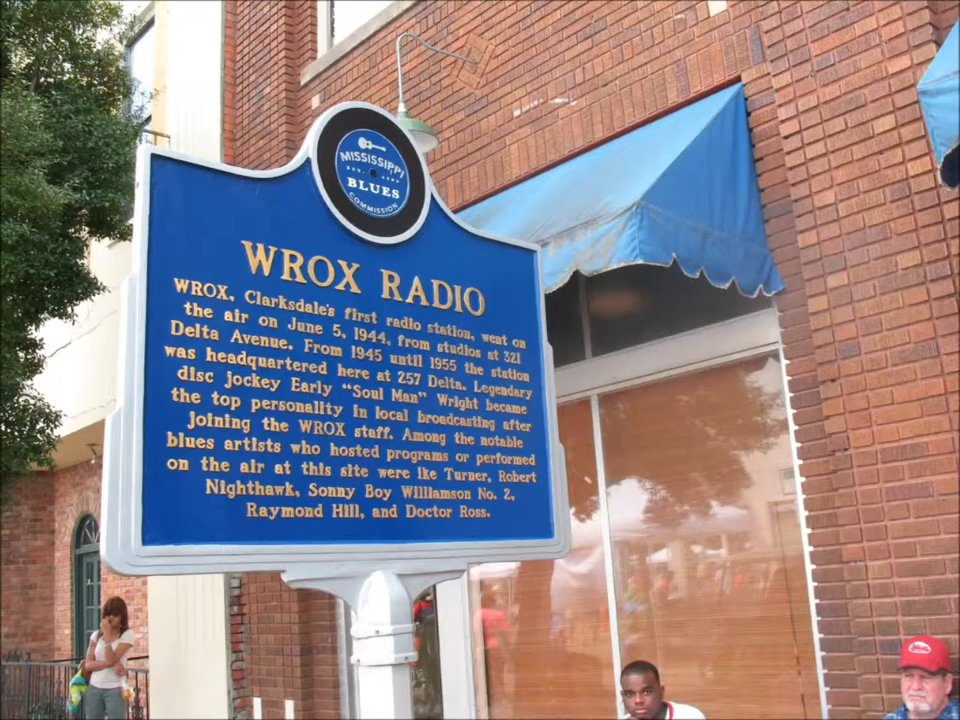 MISSISSIPPI
BLUES
COMMISSION
WROX RADIO
WROX, Clarksdale's first radio station, went on
the air on June 5, 1944, from studios at 321
Delta Avenue. From 1945 until 1955 the station
was headquartered here at 257 Delta. Legendary
disc jockey Early "Soul Man" Wright became
the top personality in local broadcasting after
joining the WROX staff. Among the notable
blues artists who hosted programs or performed
on the air at this site were Ike Turner, Robert
Nighthawk, Sonny Boy Williamson No. 2,
Raymond Hill, and Doctor Ross.